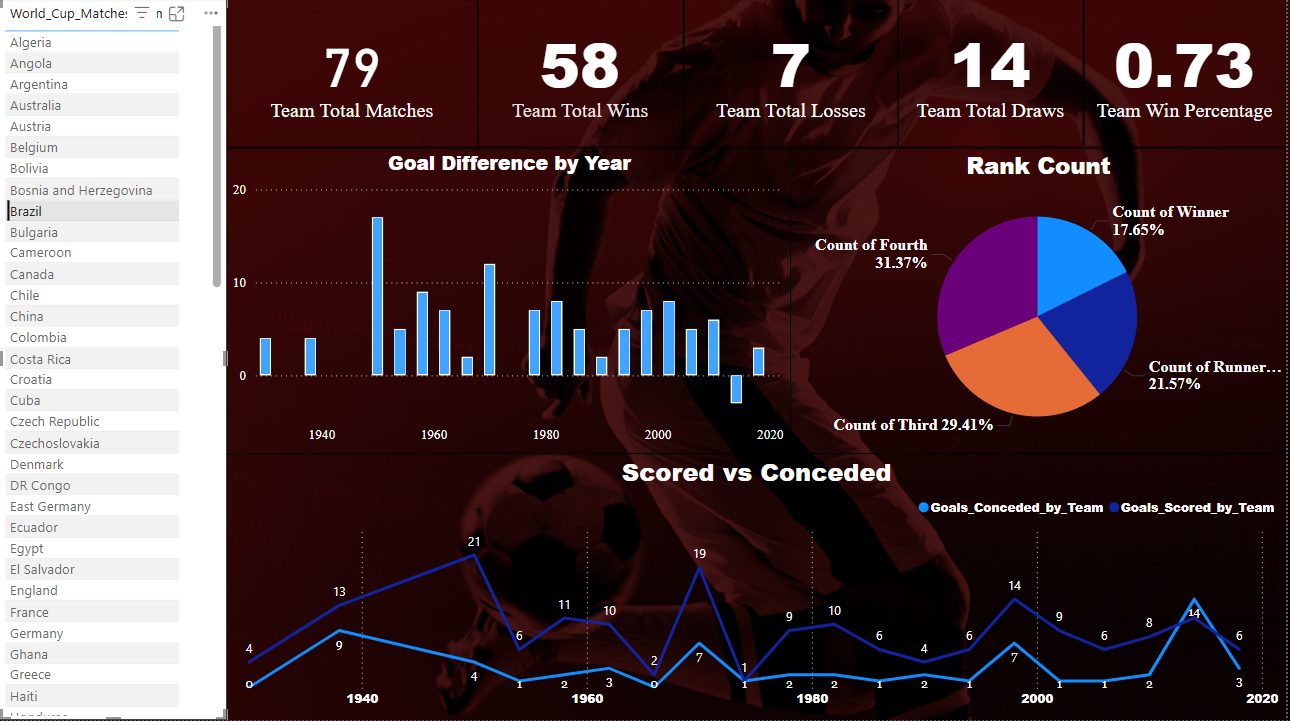 World_Cup_Matches
Algeria
Angola
Argentina
Australia
Austria
Belgium
Bolivia
Bosnia and Herzegovina
Brazil
Bulgaria
Cameroon
Canada
Chile
China
Colombia
Costa Rica
Croatia
Cuba
Czech Republic
Czechoslovakia
Denmark
DR Congo
East Germany
Ecuador
Egypt
El Salvador
England
France
Germany
Ghana
Greece
Haiti
79
Team Total Matches
58
Team Total Wins
7
Team Total Losses
14
Team Total Draws
0.73
Team Win Percentage
Goal Difference by Year
20
10
0
1940 1960 1980 2000 2020
Rank Count
Count of Winner
17.65%
Count of Runner...
21.57%
Count of Third 29.41%
Count of Fourth
31.37%
Scored vs Conceded
Goals_Conceded_by_Team Goals_Scored_by_Team
4 13 21 6 11 10 2 19 1 9 10 6 4 6 14 9 6 8 14 6
0 9 4 1 2 3 0 7 1 2 2 1 2 1 7 1 1 2 3
1940 1960 1980 2000 2020